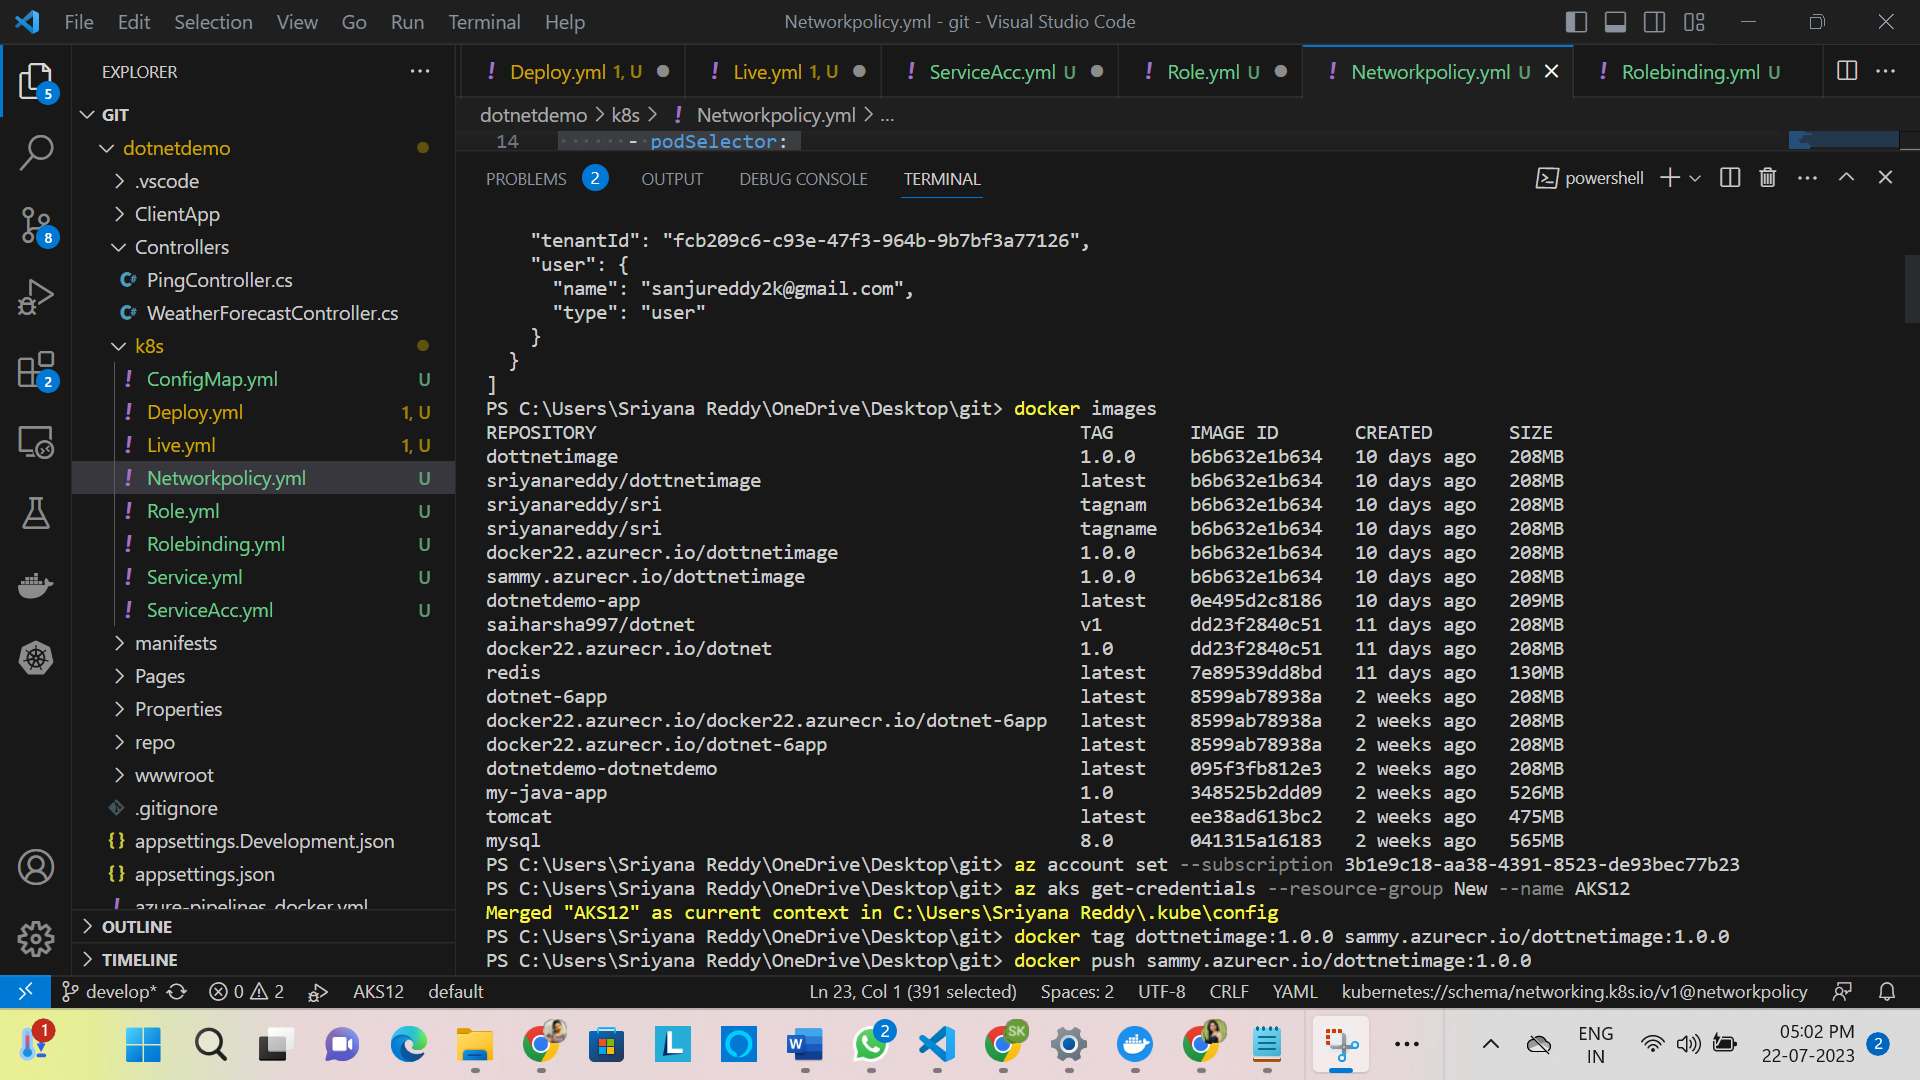 File Edit Selection View Go Run Terminal Help
Networkpolicy.yml - git - Visual Studio Code
EXPLORER
GIT
dotnetdemo
.vscode
ClientApp
Controllers
PingController.cs
WeatherForecastController.cs
k8s
ConfigMap.yml U
Deploy.yml 1, U
Live.yml 1, U
Networkpolicy.yml U
Role.yml U
Rolebinding.yml U
Service.yml U
ServiceAcc.yml U
manifests
Pages
Properties
repo
wwwroot
.gitignore
appsettings.Development.json
appsettings.json
azure-pipelines docker.yml
OUTLINE
TIMELINE
5
8
2
Deploy.yml 1, U
Live.yml 1, U
ServiceAcc.yml U
Role.yml U
Networkpolicy.yml U
Rolebinding.yml U
dotnetdemo > k8s > ! Networkpolicy.yml > ...
14 - podSelector:
PROBLEMS 2 OUTPUT DEBUG CONSOLE TERMINAL
powershell
"tenantId": "fcb209c6-c93e-47f3-964b-9b7bf3a77126",
"user": {
"name": "sanjureddy2k@gmail.com",
"type": "user"
}
}
]
PS C:\Users\Sriyana Reddy\OneDrive\Desktop\git> docker images
REPOSITORY TAG IMAGE ID CREATED SIZE
dottnetimage 1.0.0 b6b632e1b634 10 days ago 208MB
sriyanareddy/dottnetimage latest b6b632e1b634 10 days ago 208MB
sriyanareddy/sri tagnam b6b632e1b634 10 days ago 208MB
sriyanareddy/sri tagname b6b632e1b634 10 days ago 208MB
docker22.azurecr.io/dottnetimage 1.0.0 b6b632e1b634 10 days ago 208MB
sammy.azurecr.io/dottnetimage 1.0.0 b6b632e1b634 10 days ago 208MB
dotnetdemo-app latest 0e495d2c8186 10 days ago 209MB
saiharsha997/dotnet v1 dd23f2840c51 11 days ago 208MB
docker22.azurecr.io/dotnet 1.0 dd23f2840c51 11 days ago 208MB
redis latest 7e89539dd8bd 11 days ago 130MB
dotnet-6app latest 8599ab78938a 2 weeks ago 208MB
docker22.azurecr.io/docker22.azurecr.io/dotnet-6app latest 8599ab78938a 2 weeks ago 208MB
docker22.azurecr.io/dotnet-6app latest 8599ab78938a 2 weeks ago 208MB
dotnetdemo-dotnetdemo latest 095f3fb812e3 2 weeks ago 208MB
my-java-app 1.0 348525b2dd09 2 weeks ago 526MB
tomcat latest ee38ad613bc2 2 weeks ago 475MB
mysql 8.0 041315a16183 2 weeks ago 565MB
PS C:\Users\Sriyana Reddy\OneDrive\Desktop\git> az account set --subscription 3b1e9c18-aa38-4391-8523-de93bec77b23
PS C:\Users\Sriyana Reddy\OneDrive\Desktop\git> az aks get-credentials --resource-group New --name AKS12
Merged "AKS12" as current context in C:\Users\Sriyana Reddy\.kube\config
PS C:\Users\Sriyana Reddy\OneDrive\Desktop\git> docker tag dottnetimage:1.0.0 sammy.azurecr.io/dottnetimage:1.0.0
PS C:\Users\Sriyana Reddy\OneDrive\Desktop\git> docker push sammy.azurecr.io/dottnetimage:1.0.0
develop* 0 2 AKS12 default
Ln 23, Col 1 (391 selected) Spaces: 2 UTF-8 CRLF YAML kubernetes://schema/networking.k8s.io/v1@networkpolicy
1
L
W
2
SK
ENG
IN
05:02 PM
22-07-2023
2